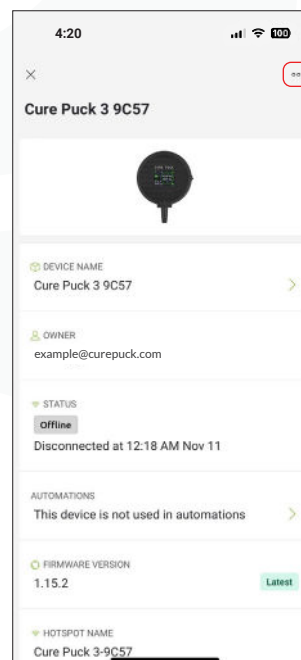 4:20
100
Cure Puck 3 9C57
CURE PUCK
DEVICE NAME
Cure Puck 3 9C57
OWNER
example@curepuck.com
STATUS
Offline
Disconnected at 12:18 AM Nov 11
AUTOMATIONS
This device is not used in automations
FIRMWARE VERSION
1.15.2
Latest
HOTSPOT NAME
Cure Puck 3-9C57